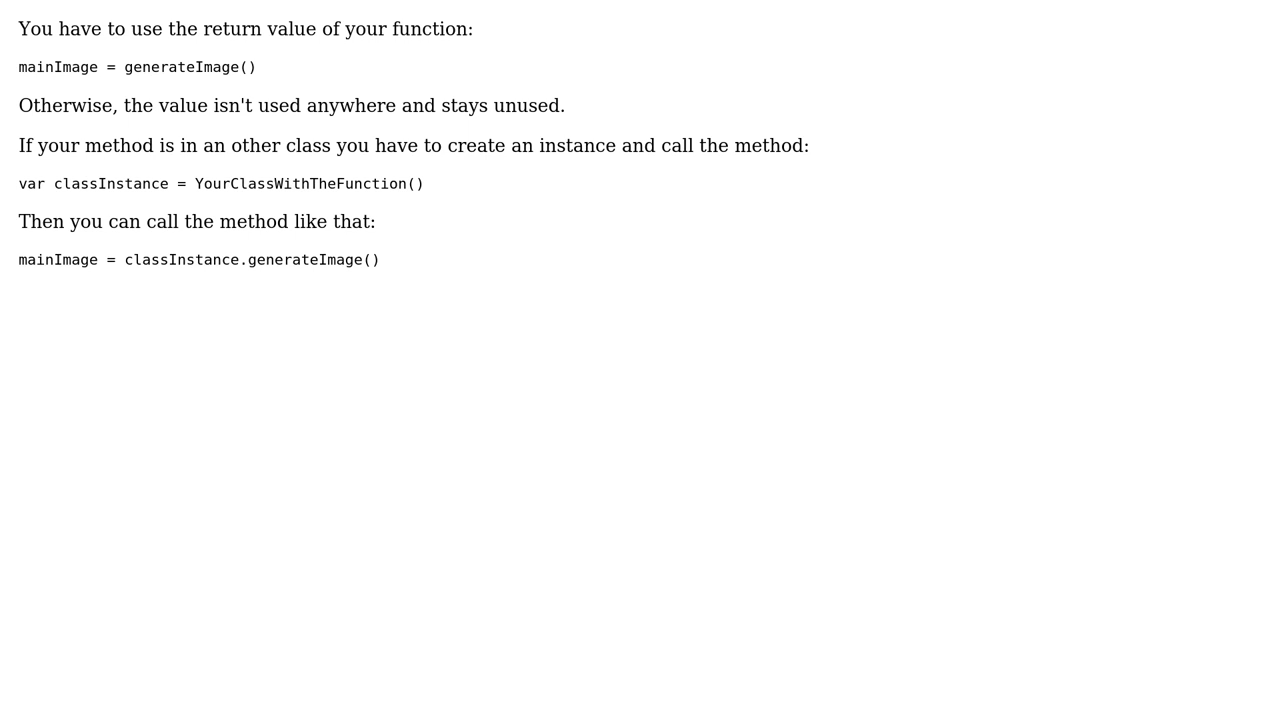 You have to use the return value of your function:
mainImage = generateImage()
Otherwise, the value isn't used anywhere and stays unused.
If your method is in an other class you have to create an instance and call the method:
var classInstance = YourClassWithTheFunction()
Then you can call the method like that:
mainImage = classInstance.generateImage()